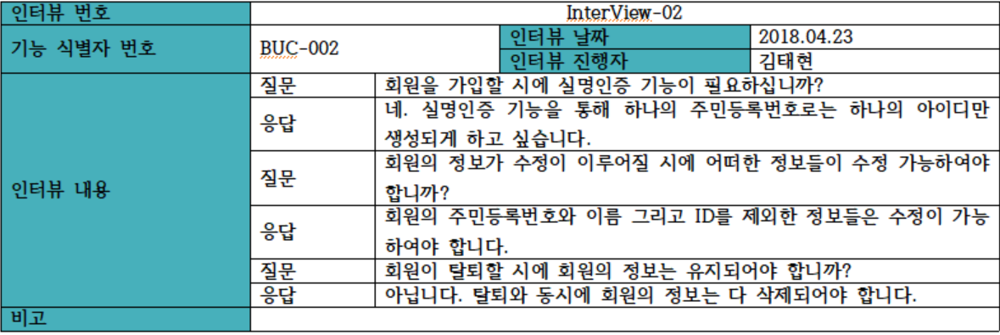 인터뷰 번호 InterView-02
기능 식별자 번호 BUC-002 인터뷰 날짜 2018.04.23
인터뷰 진행자 김태현
인터뷰 내용
질문 회원을 가입할 시에 실명인증 기능이 필요하십니까?
응답 네. 실명인증 기능을 통해 하나의 주민등록번호로는 하나의 아이디만
생성되게 하고 싶습니다.
질문 회원의 정보가 수정이 이루어질 시에 어떠한 정보들이 수정 가능하여야
합니까?
응답 회원의 주민등록번호와 이름 그리고 ID를 제외한 정보들은 수정이 가능
하여야 합니다.
질문 회원이 탈퇴할 시에 회원의 정보는 유지되어야 합니까?
응답 아닙니다. 탈퇴와 동시에 회원의 정보는 다 삭제되어야 합니다.
비고